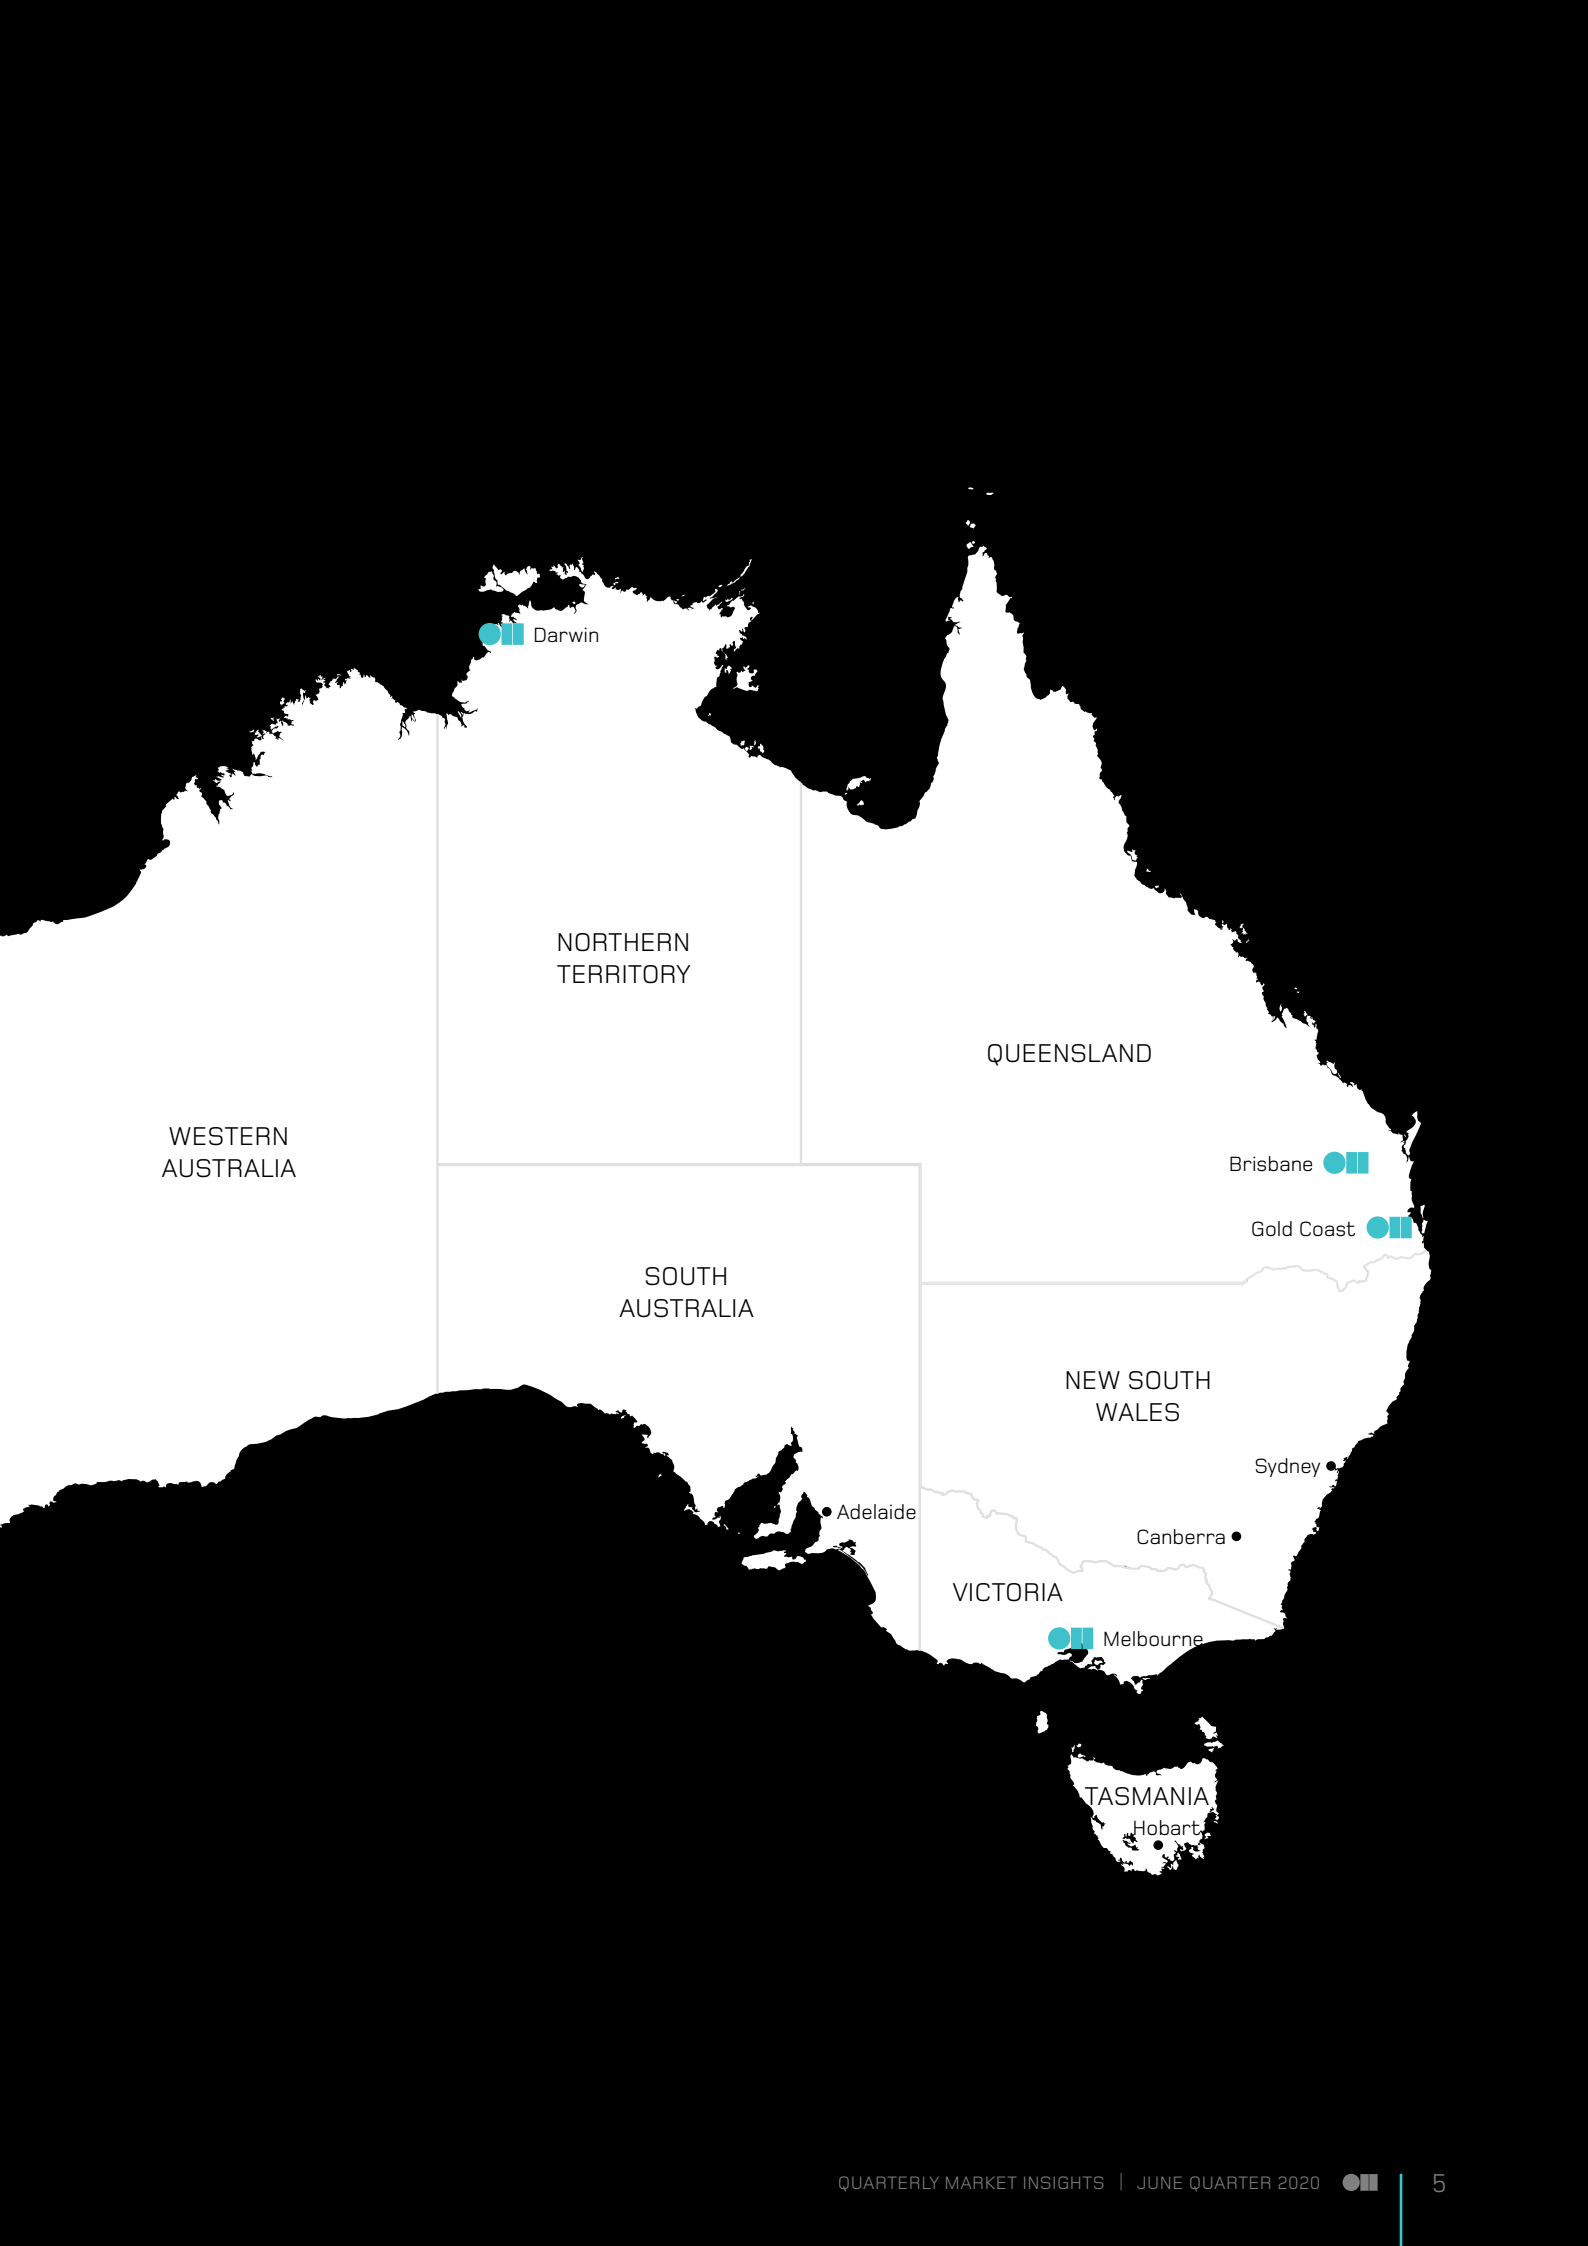 Darwin
NORTHERN
TERRITORY
QUEENSLAND
WESTERN
AUSTRALIA
Brisbane
Gold Coast
SOUTH
AUSTRALIA
NEW SOUTH
WALES
Sydney
Adelaide
Canberra
VICTORIA
Melbourne
TASMANIA
Hobart
QUARTERLY MARKET INSIGHTS | JUNE QUARTER 2020 5